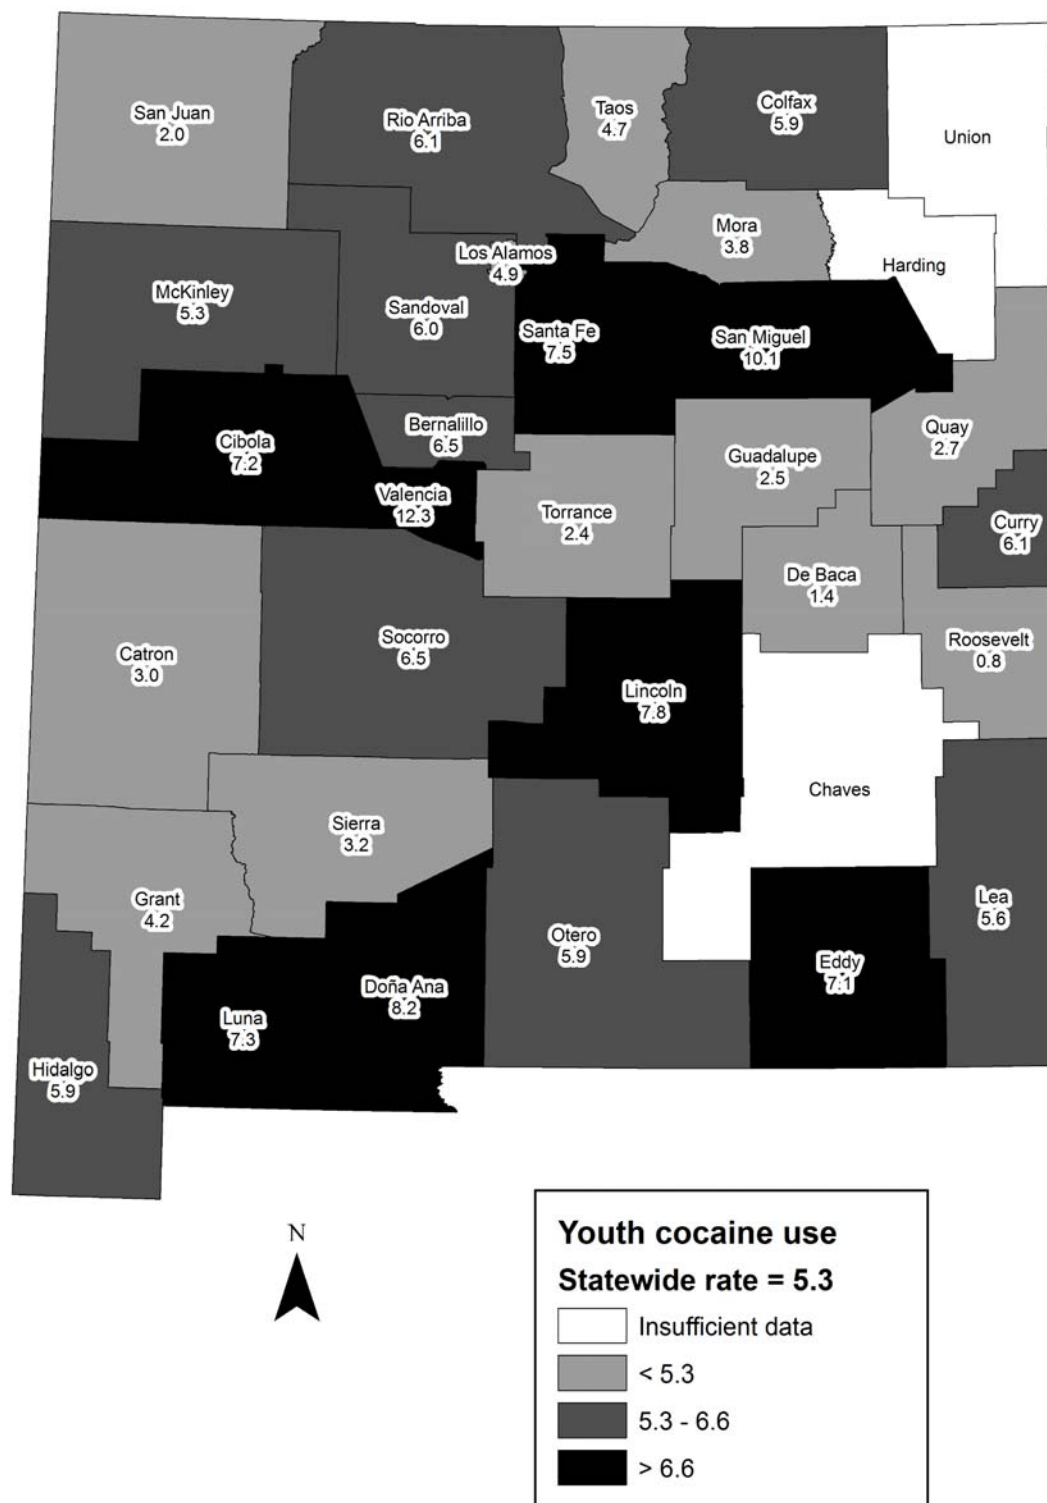 San Juan
2.0
Rio Arriba
6.1
Taos
4.7
Colfax
5.9
Union
Mora
3.8
Los Alamos
4.9
Harding
McKinley
5.3
Sandoval
6.0
Santa Fe
7.5
San Miguel
10.1
Cibola
7.2
Bernalillo
6.5
Quay
2.7
Guadalupe
2.5
Valencia
12.3
Torrance
2.4
Curry
6.1
De Baca
1.4
Catron
3.0
Socorro
6.5
Roosevelt
0.8
Lincoln
7.8
Chaves
Sierra
3.2
Grant
4.2
Otero
5.9
Lea
5.6
Eddy
7.1
Doña Ana
8.2
Luna
7.3
Hidalgo
5.9
N
Youth cocaine use
Statewide rate = 5.3
Insufficient data
< 5.3
5.3 - 6.6
> 6.6